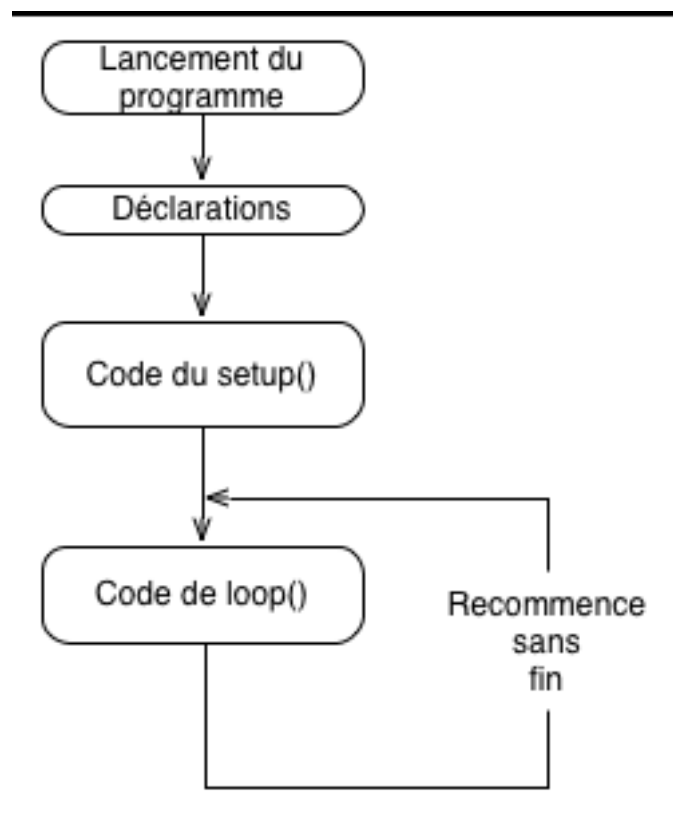 Lancement du
programme
Déclarations
Code du setup()
Code de loop()
Recommence
sans
fin